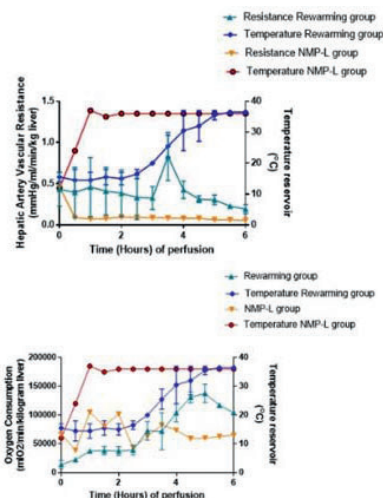 Resistance Rewarming group
Temperature Rewarming group
Resistance NMP-L group
Temperature NMP-L group
Hepatic Artery Vascular Resistance
(mmHg/ml/min/kg liver)
1.5
1.0
0.5
0.0
40
30
20
10
0
Temperature reservoir
(°C)
0
2
4
6
Time (Hours of perfusion
Rewarming group
Temperature Rewarming group
NMP-L group
Temperature NMP-L group
Oxygen Consumption
(mlO2/min/kilogram liver)
200000
150000
100000
50000
0
40
30
20
10
0
Temperature reservoir
(°C)
0
2
4
6
Time (Hours) of perfusion